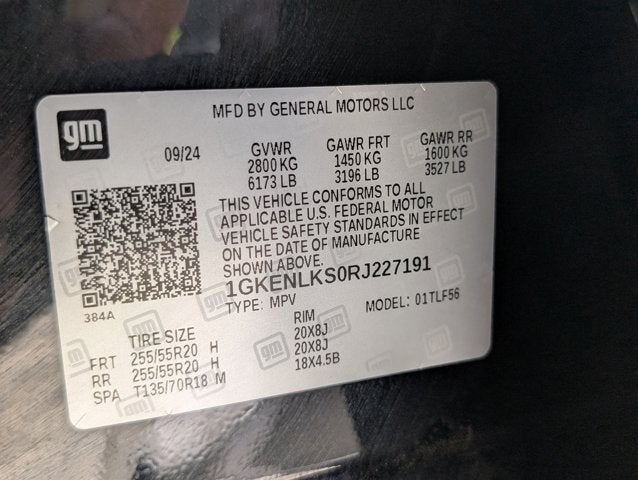 gm
MFD BY GENERAL MOTORS LLC
09/24
GVWR GAWR FRT GAWR RR
2800 KG 1450 KG 1600 KG
6173 LB 3196 LB 3527 LB
THIS VEHICLE CONFORMS TO ALL
APPLICABLE U.S. FEDERAL MOTOR
VEHICLE SAFETY STANDARDS IN EFFECT
ON THE DATE OF MANUFACTURE
SHOWN ABOVE.
1GKENLKS0RJ227191
384A
TYPE: MPV MODEL: 01TLF56
TIRE SIZE RIM
FRT 255/55R20 H 20X8J
RR 255/55R20 H 20X8J
SPA T135/70R18 M 18X4.5B